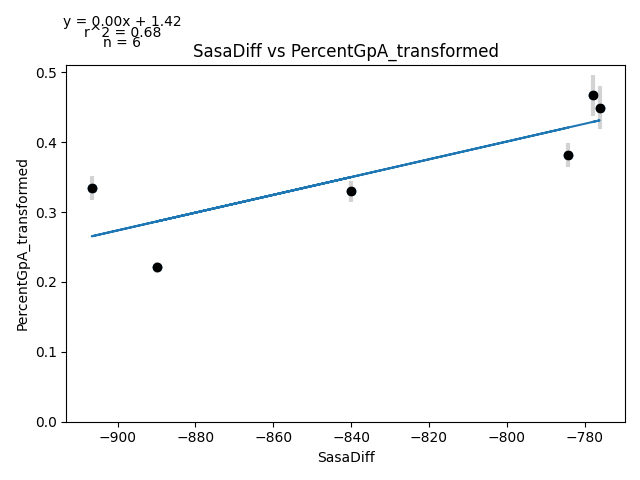 y = 0.00x + 1.42
r^2 = 0.68
n = 6
SasaDiff vs PercentGpA_transformed
PercentGpA_transformed
0.5
0.4
0.3
0.2
0.1
0.0
−900
−880
−860
−840
−820
−800
−780
SasaDiff